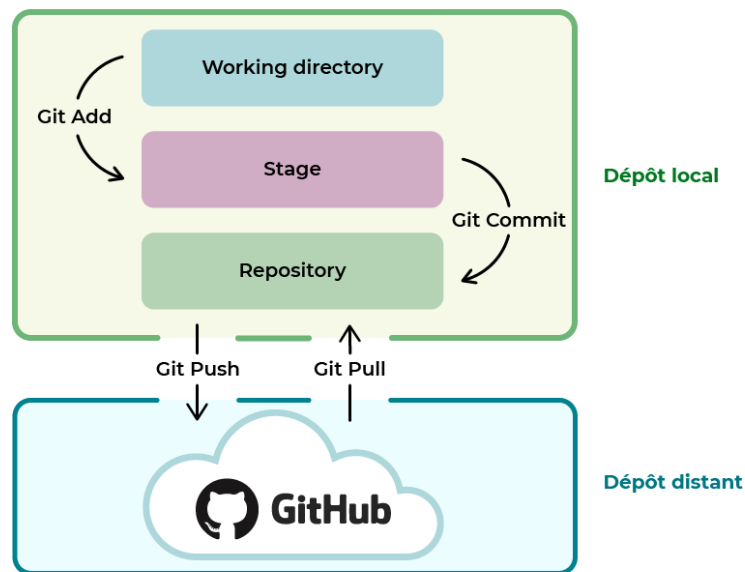 Working directory
Git Add
Stage
Dépôt local
Git Commit
Repository
Git Push
Git Pull
GitHub
Dépôt distant